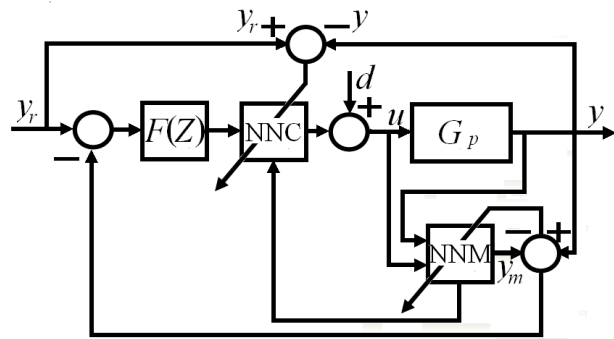 y_r + − y
d
+
y_r
F(Z)
NNC
u
G_p
y
−
NNM
− +
y_m